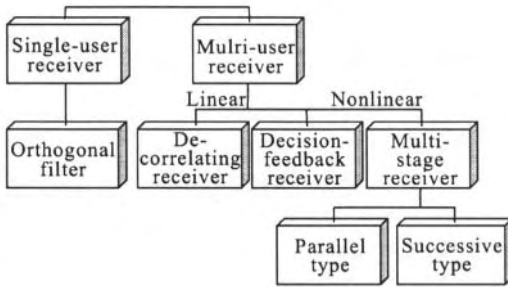 Single-user
receiver
Mulri-user
receiver
Linear
Nonlinear
Orthogonal
filter
De-
correlating
receiver
Decision-
feedback
receiver
Multi-
stage
receiver
Parallel
type
Successive
type